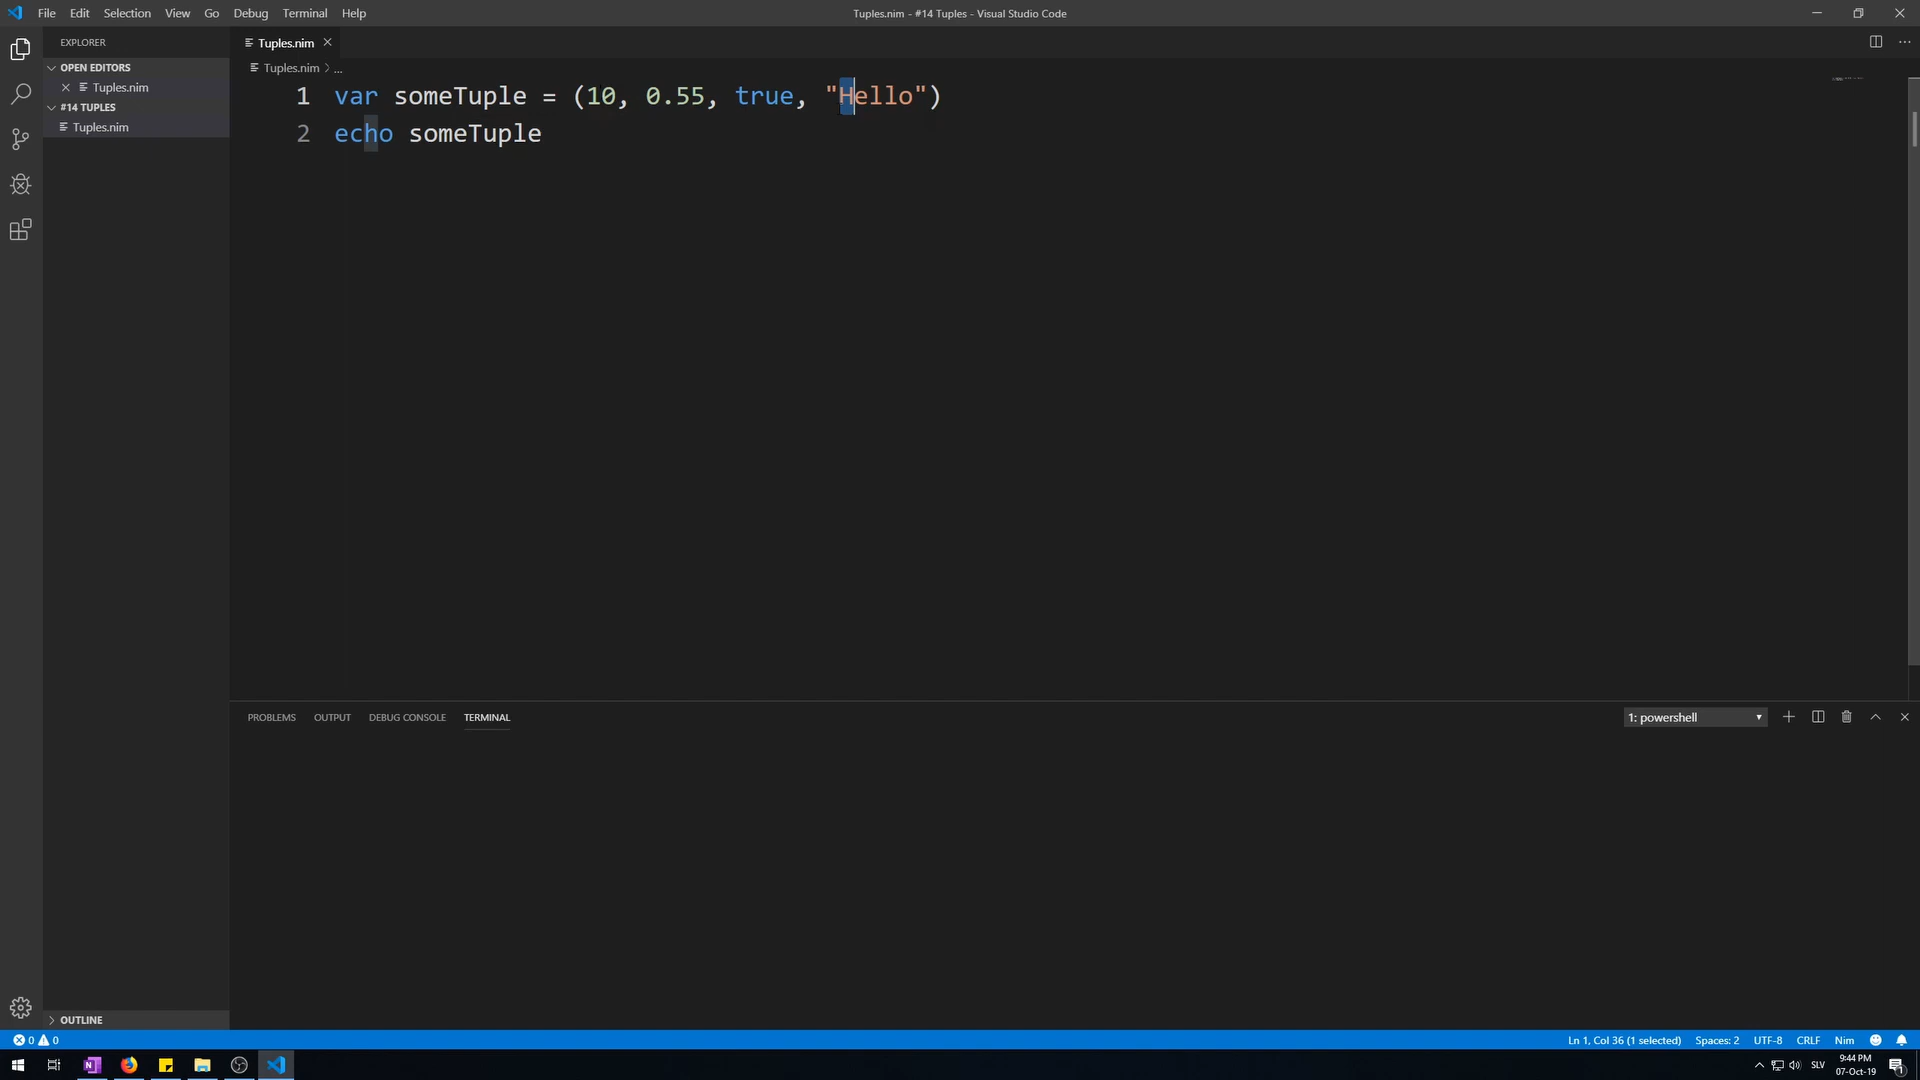 File Edit Selection View Go Debug Terminal Help
Tuples.nim - #14 Tuples - Visual Studio Code
EXPLORER
OPEN EDITORS
Tuples.nim
#14 TUPLES
Tuples.nim
OUTLINE
Tuples.nim
Tuples.nim > ...
1 var someTuple = (10, 0.55, true, "Hello")
2 echo someTuple
PROBLEMS OUTPUT DEBUG CONSOLE TERMINAL
1: powershell
0 0
Ln 1, Col 36 (1 selected) Spaces: 2 UTF-8 CRLF Nim
SLV
9:44 PM
07-Oct-19